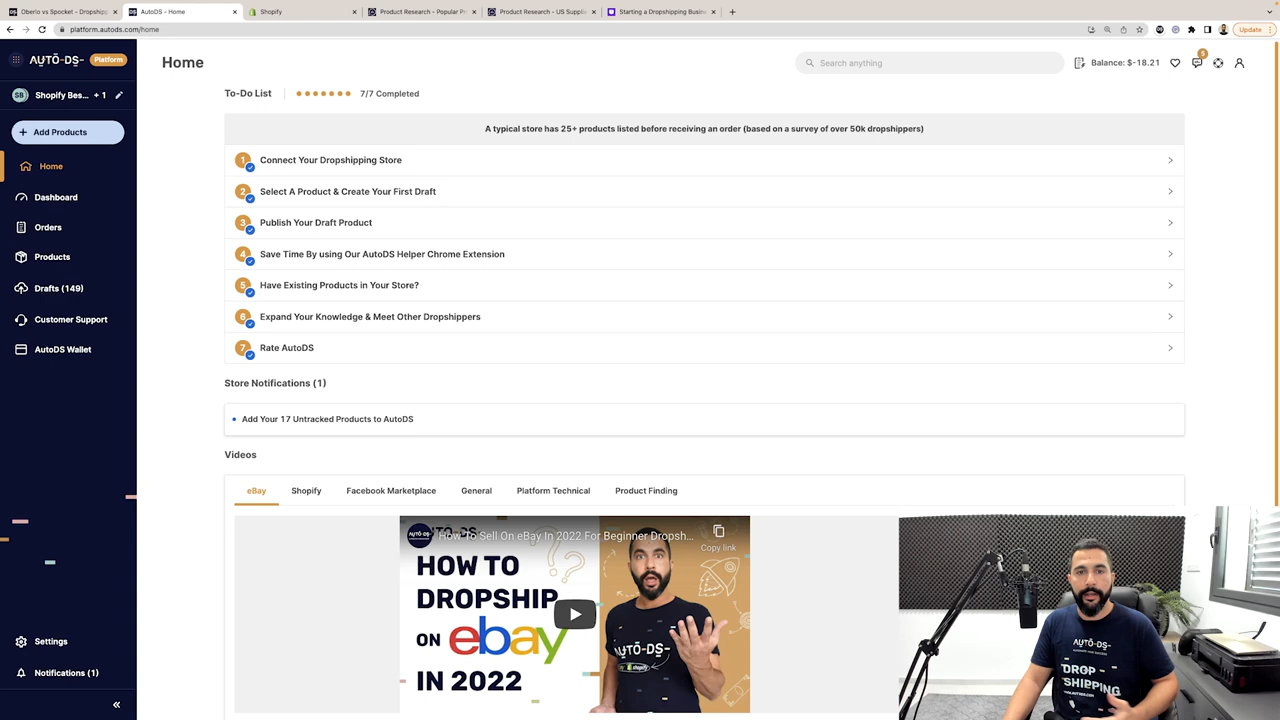 Oberlo vs Spocket - Dropshipp
AutoDS - Home
Shopify
Product Research - Popular Pr
Product Research - US Supplie
Starting a Dropshipping Busin
platform.autods.com/home
Update
AUTO-DS-
Platform
Home
Search anything
Balance: $-18.21
SB
Shopify Bes...
+ 1
To-Do List
7/7 Completed
+ Add Products
A typical store has 25+ products listed before receiving an order (based on a survey of over 50k dropshippers)
Home
Dashboard
Orders
Products
Drafts (149)
Customer Support
AutoDS Wallet
1 Connect Your Dropshipping Store
2 Select A Product & Create Your First Draft
3 Publish Your Draft Product
4 Save Time By using Our AutoDS Helper Chrome Extension
5 Have Existing Products in Your Store?
6 Expand Your Knowledge & Meet Other Dropshippers
7 Rate AutoDS
Store Notifications (1)
Add Your 17 Untracked Products to AutoDS
Videos
eBay
Shopify
Facebook Marketplace
General
Platform Technical
Product Finding
How To Sell On eBay In 2022 For Beginner Dropsh...
Copy link
HOW TO
DROPSHIP
ON ebay
IN 2022
AUTO-DS-
shopify
AUTO-DS-
DROP
SHIPPING
Settings
Notifications (1)